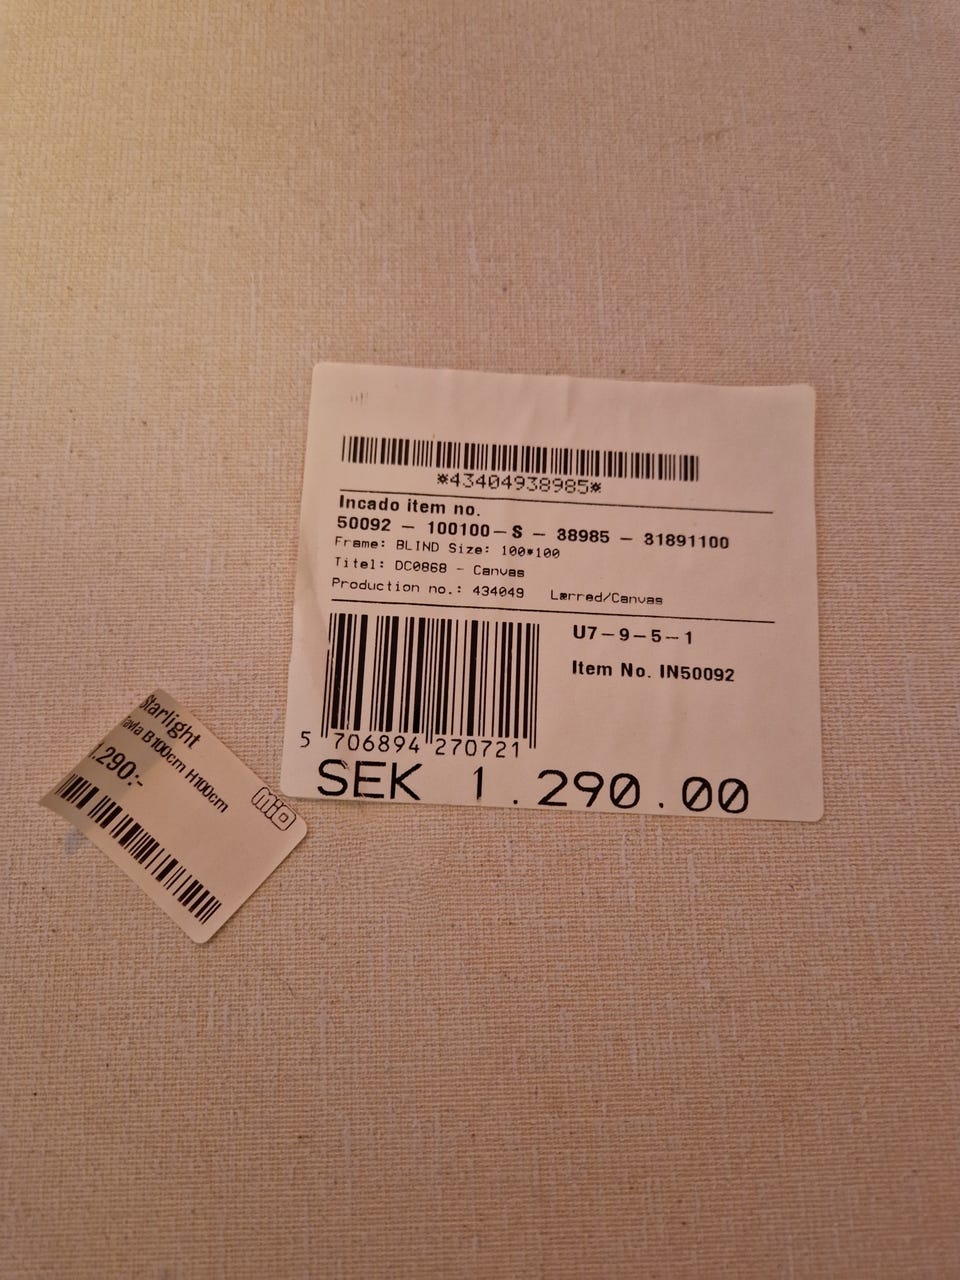 *43404938985*
Incado item no.
50092 - 100100-S - 38985 - 31891100
Frame: BLIND Size: 100*100
Titel: DC0868 - Canvas
Production no.: 434049 Lærred/Canvas
U7-9-5-1
Item No. IN50092
5 706894 270721
SEK 1.290.00
Starlight
Tavla B100cm H100cm
1.290:-
mio